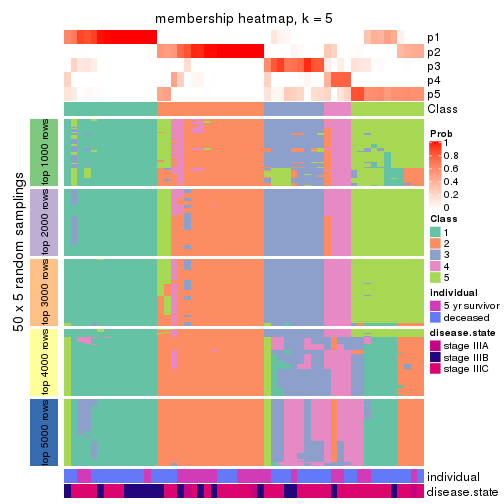 membership heatmap, k = 5
p1
p2
p3
p4
p5
Class
50 x 5 random samplings
top 1000 rows
top 2000 rows
top 3000 rows
top 4000 rows
top 5000 rows
individual
disease.state
Prob
1
0.8
0.6
0.4
0.2
0
Class
1
2
3
4
5
individual
5 yr survivor
deceased
disease.state
stage IIIA
stage IIIB
stage IIIC